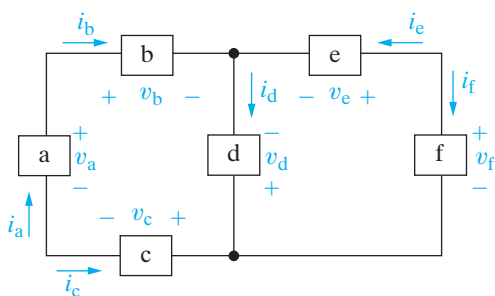 i_b i_e
b e
+ v_b − i_d − v_e + i_f
+ − +
a v_a d v_d f v_f
− + −
− v_c +
i_a
c
i_c